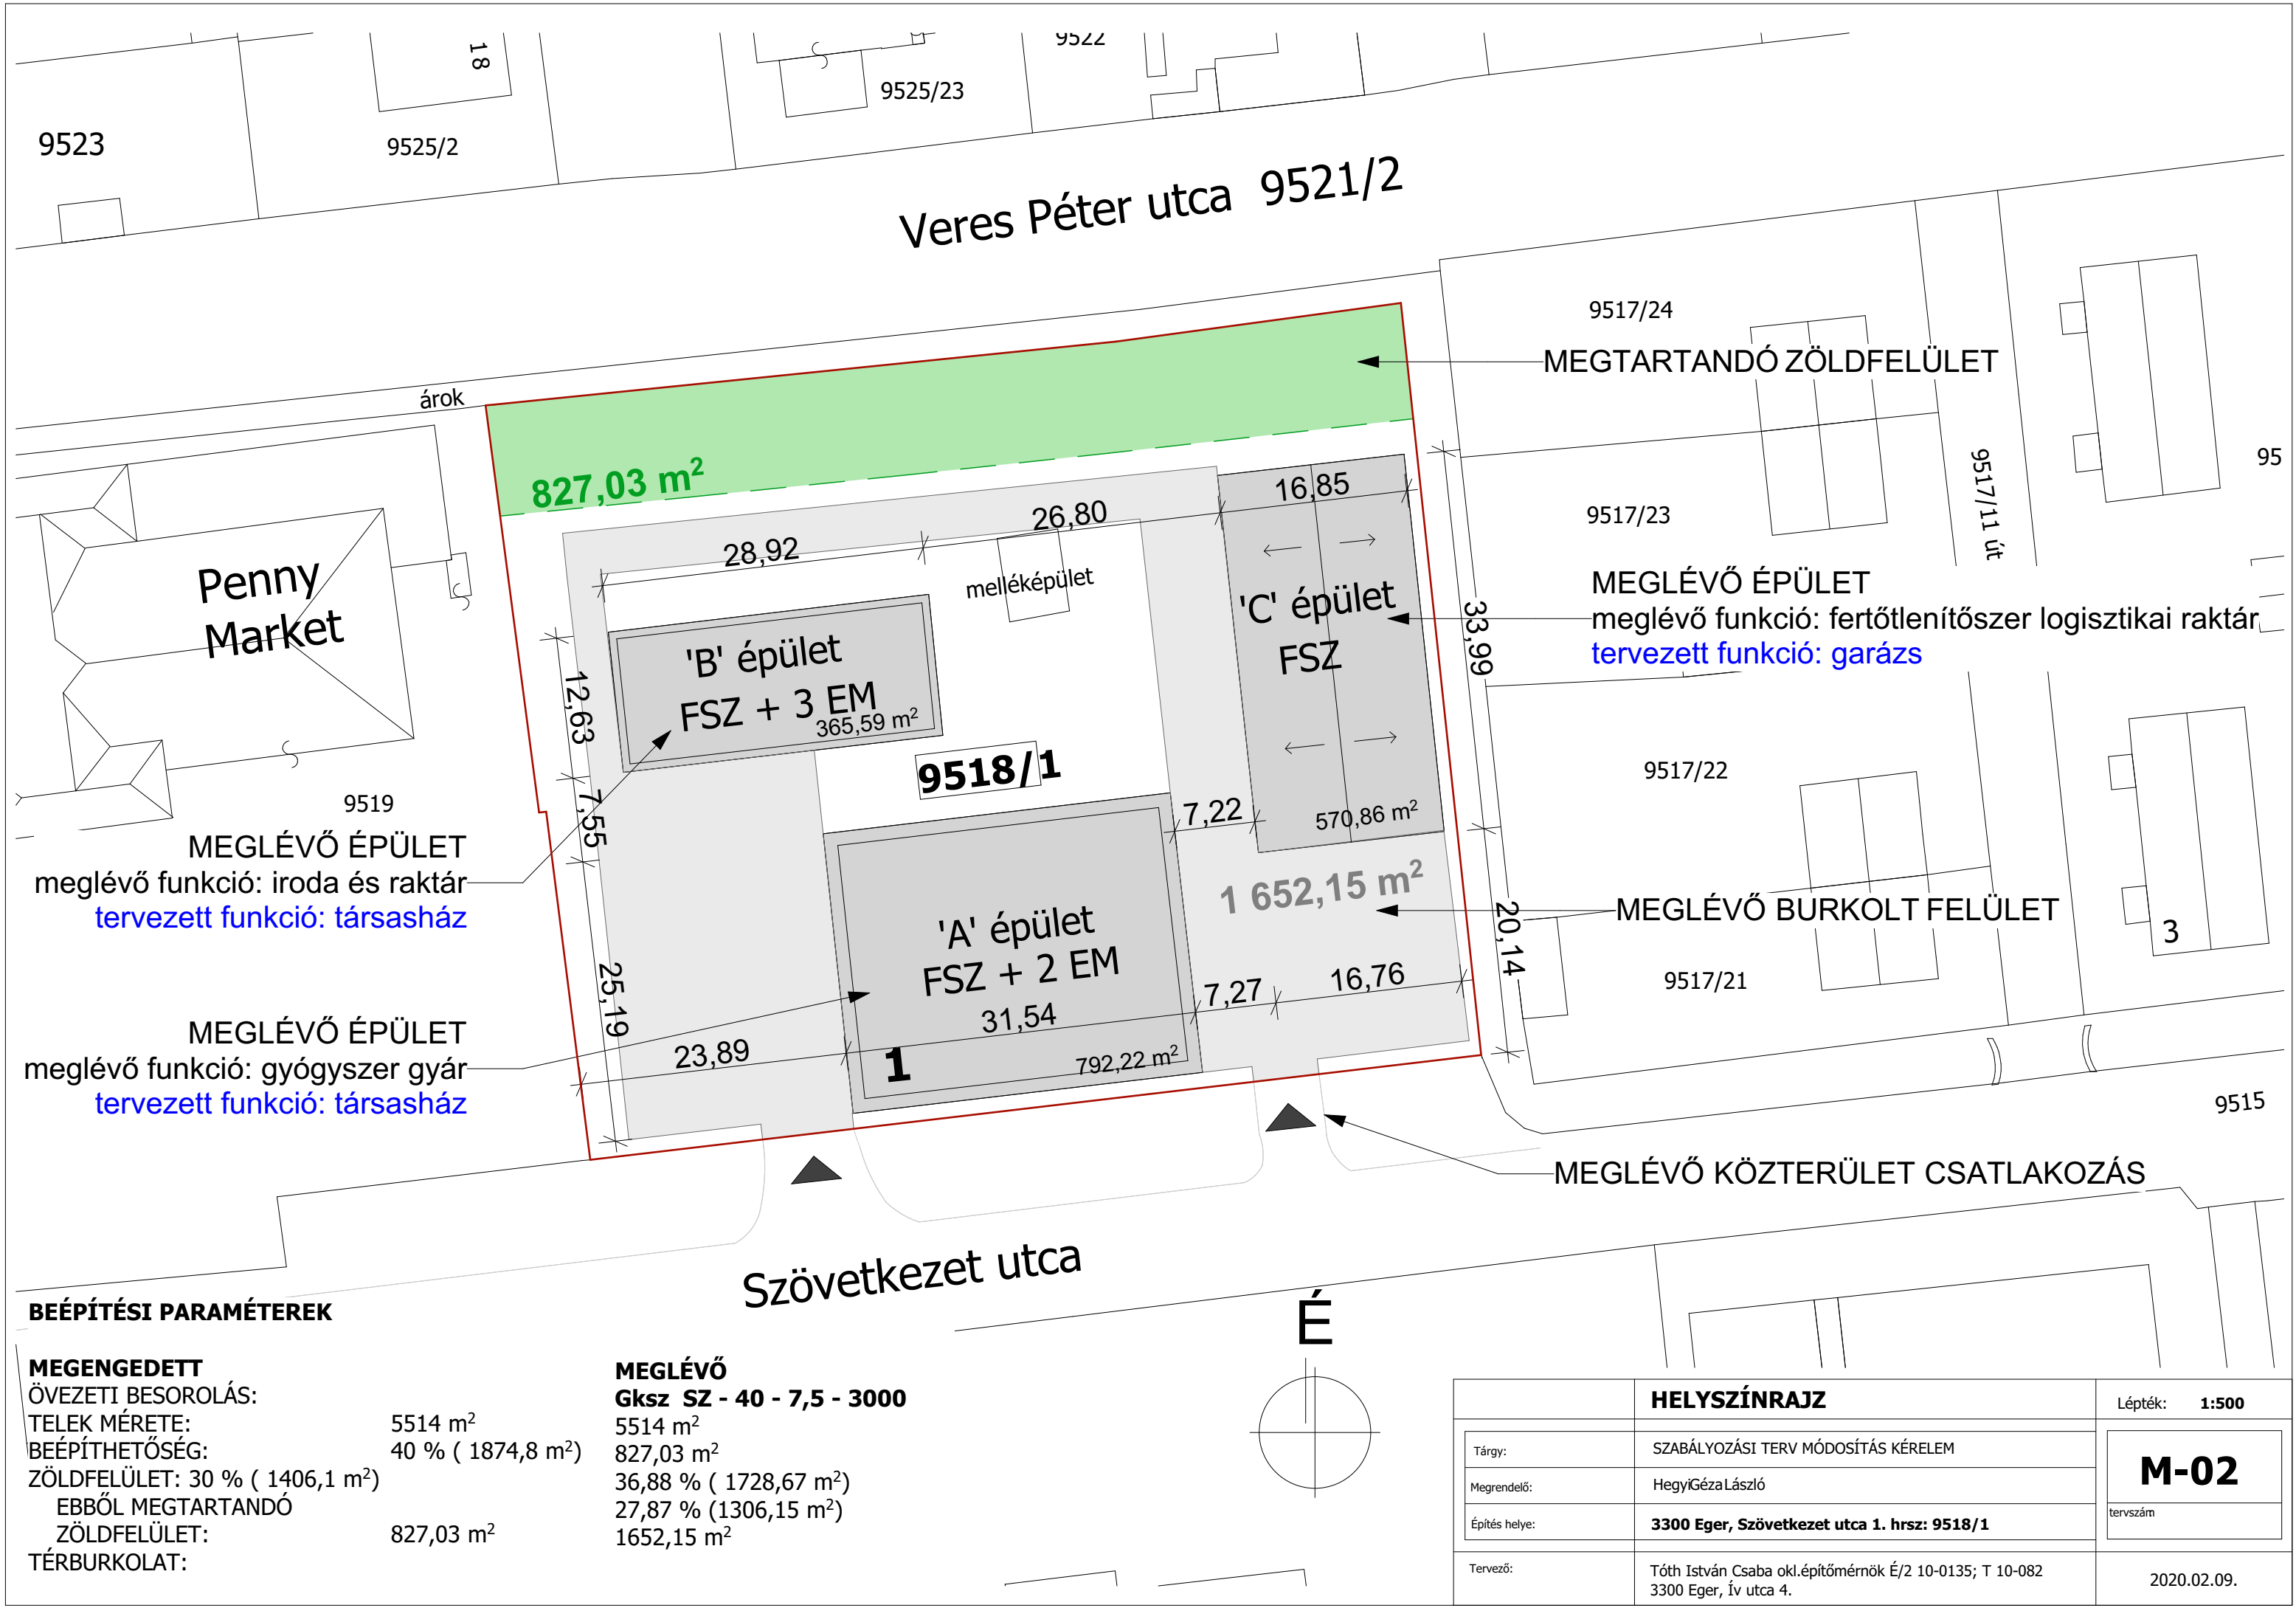 18
9522
9525/23
9523
9525/2
Veres Péter utca 9521/2
9517/24
MEGTARTANDÓ ZÖLDFELÜLET
árok
95
827,03 m²
16,85
26,80
28,92
9517/23
9517/11 út
Penny
Market
melléképület
'C' épület
FSZ
MEGLÉVŐ ÉPÜLET
meglévő funkció: fertőtlenítőszer logisztikai raktár
tervezett funkció: garázs
33,99
'B' épület
FSZ + 3 EM
365,59 m²
12,63
9518/1
9517/22
9519
7,55
7,22
570,86 m²
MEGLÉVŐ ÉPÜLET
meglévő funkció: iroda és raktár
tervezett funkció: társasház
1 652,15 m²
MEGLÉVŐ BURKOLT FELÜLET
3
'A' épület
FSZ + 2 EM
20,14
9517/21
25,19
7,27
16,76
31,54
23,89
1
792,22 m²
MEGLÉVŐ ÉPÜLET
meglévő funkció: gyógyszer gyár
tervezett funkció: társasház
9515
MEGLÉVŐ KÖZTERÜLET CSATLAKOZÁS
Szövetkezet utca
É
BEÉPÍTÉSI PARAMÉTEREK
MEGENGEDETT
ÖVEZETI BESOROLÁS:
TELEK MÉRETE: 5514 m²
BEÉPÍTHETŐSÉG: 40 % ( 1874,8 m²)
ZÖLDFELÜLET: 30 % ( 1406,1 m²)
EBBŐL MEGTARTANDÓ
ZÖLDFELÜLET: 827,03 m²
TÉRBURKOLAT:
MEGLÉVŐ
Gksz SZ - 40 - 7,5 - 3000
5514 m²
827,03 m²
36,88 % ( 1728,67 m²)
27,87 % (1306,15 m²)
1652,15 m²
HELYSZÍNRAJZ
Lépték: 1:500
Tárgy: SZABÁLYOZÁSI TERV MÓDOSÍTÁS KÉRELEM
Megrendelő: HegyiGézaLászló
Építés helye: 3300 Eger, Szövetkezet utca 1. hrsz: 9518/1
M-02
tervszám
Tervező: Tóth István Csaba okl.építőmérnök É/2 10-0135; T 10-082
3300 Eger, Ív utca 4.
2020.02.09.